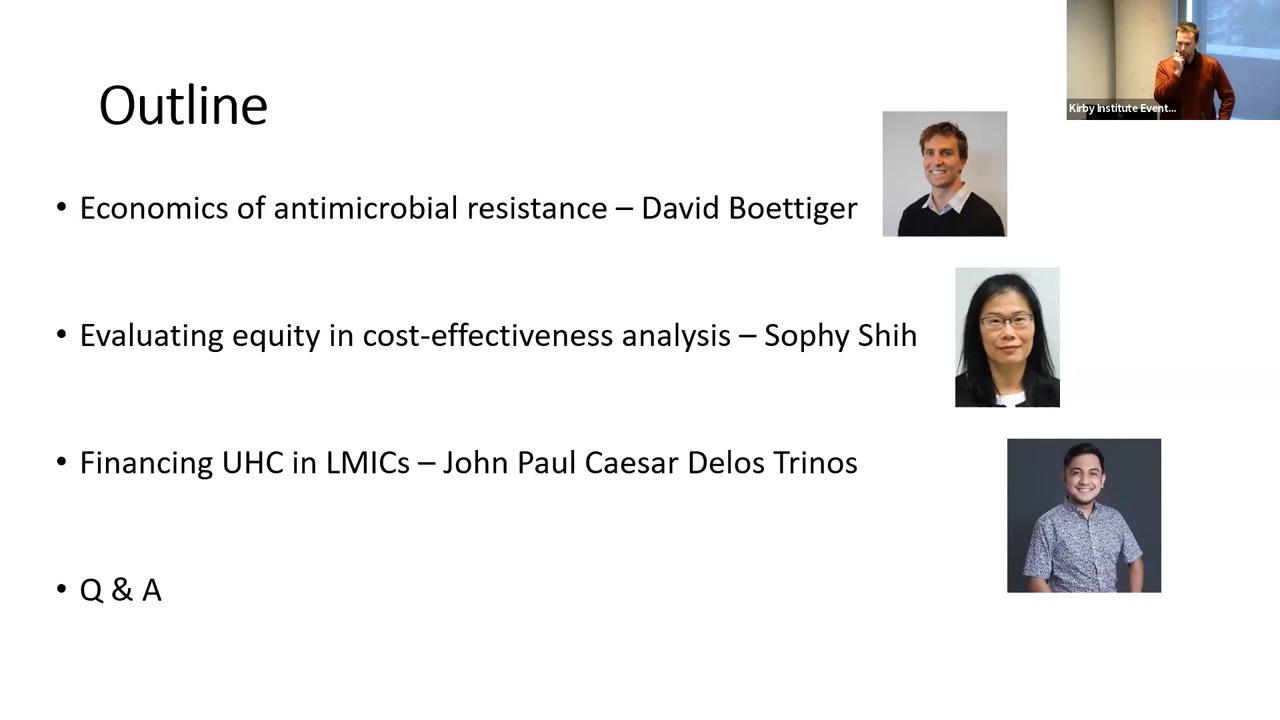 Outline
Kirby Institute Event...
• Economics of antimicrobial resistance – David Boettiger
• Evaluating equity in cost-effectiveness analysis – Sophy Shih
• Financing UHC in LMICs – John Paul Caesar Delos Trinos
• Q & A